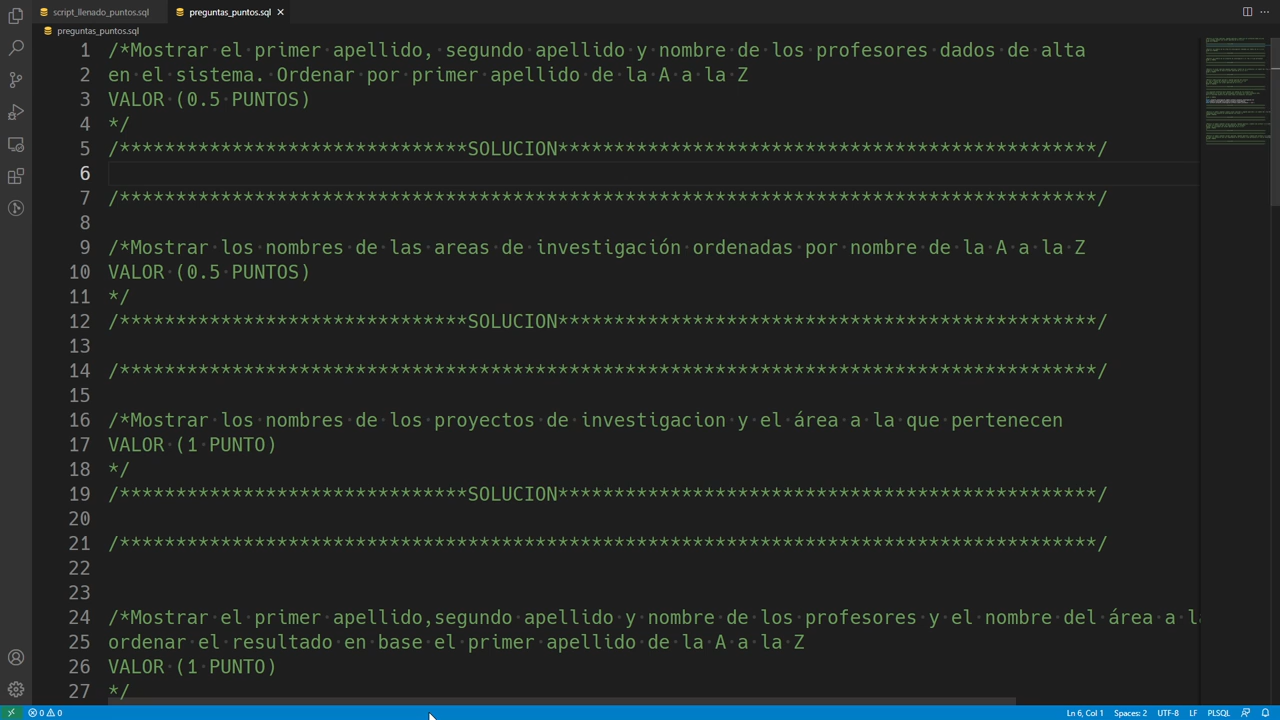 script_llenado_puntos.sql
preguntas_puntos.sql
preguntas_puntos.sql
1 /*Mostrar el primer apellido, segundo apellido y nombre de los profesores dados de alta
2 en el sistema. Ordenar por primer apellido de la A a la Z
3 VALOR (0.5 PUNTOS)
4 */
5 /*******************************SOLUCION************************************************/
6
7 /***************************************************************************************/
8
9 /*Mostrar los nombres de las areas de investigación ordenadas por nombre de la A a la Z
10 VALOR (0.5 PUNTOS)
11 */
12 /*******************************SOLUCION************************************************/
13
14 /***************************************************************************************/
15
16 /*Mostrar los nombres de los proyectos de investigacion y el área a la que pertenecen
17 VALOR (1 PUNTO)
18 */
19 /*******************************SOLUCION************************************************/
20
21 /***************************************************************************************/
22
23
24 /*Mostrar el primer apellido,segundo apellido y nombre de los profesores y el nombre del área a
25 ordenar el resultado en base el primer apellido de la A a la Z
26 VALOR (1 PUNTO)
27 */
0 0 Ln 6, Col 1 Spaces: 2 UTF-8 LF PLSQL